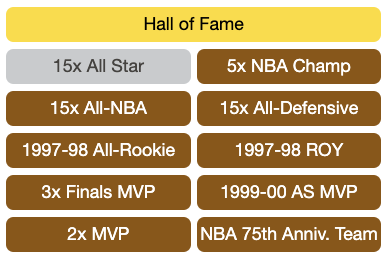 Hall of Fame
15x All Star
5x NBA Champ
15x All-NBA
15x All-Defensive
1997-98 All-Rookie
1997-98 ROY
3x Finals MVP
1999-00 AS MVP
2x MVP
NBA 75th Anniv. Team